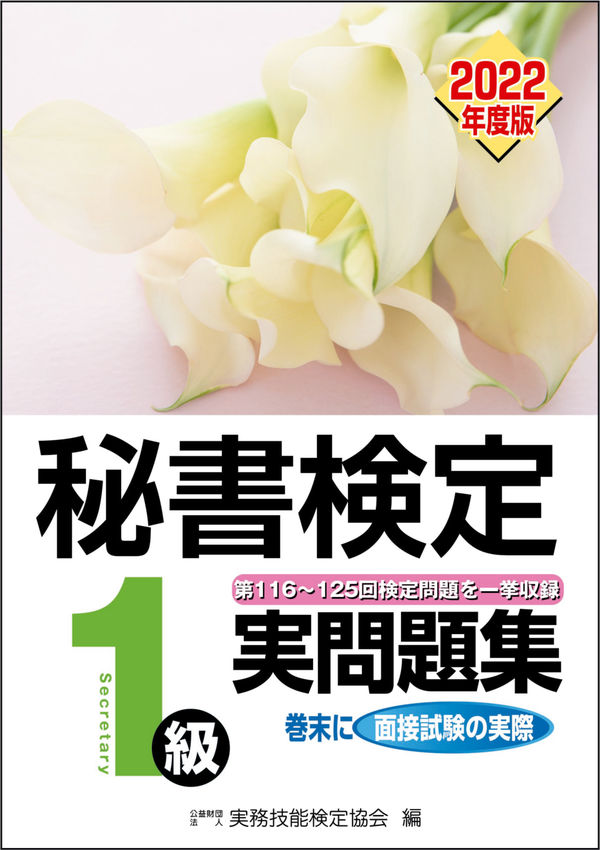 2022
年度版
秘書検定
1級
Secretary
第116～125回検定問題を一挙収録
実問題集
巻末に 面接試験の実際
公益財団法人 実務技能検定協会 編